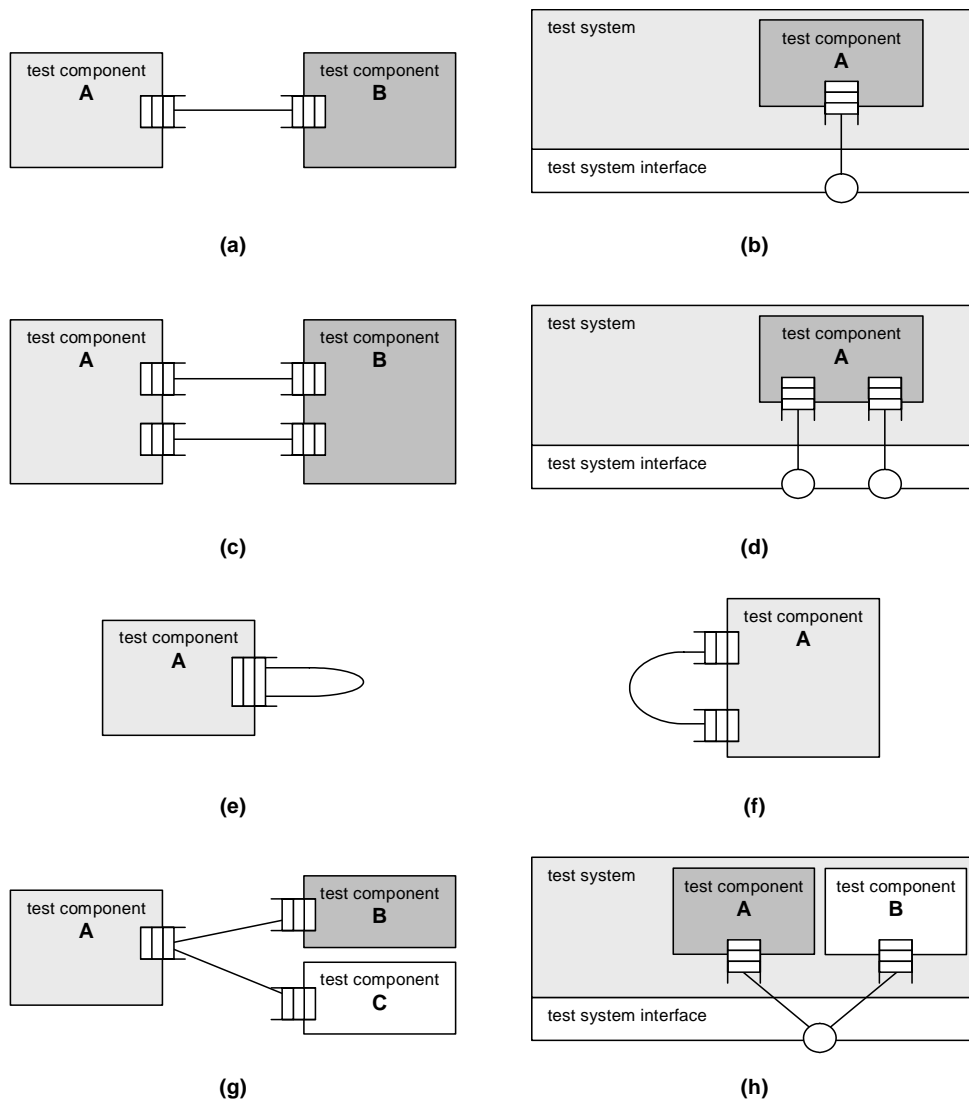 test component
A
test component
B
(a)
test system
test component
A
test system interface
(b)
test component
A
test component
B
(c)
test system
test component
A
test system interface
(d)
test component
A
(e)
test component
A
(f)
test component
A
test component
B
test component
C
(g)
test system
test component
A
test component
B
test system interface
(h)